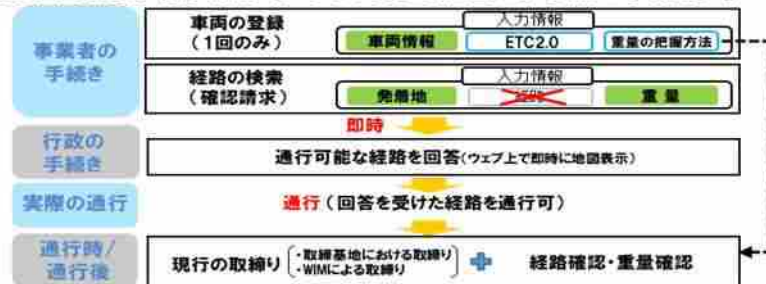 事業者の
手続き
車両の登録
(1回のみ)
入力情報
車両情報
ETC2.0
重量の把握方法
経路の検索
(確認請求)
入力情報
発着地
重量
即時
行政の
手続き
通行可能な経路を回答(ウェブ上で即時に地図表示)
実際の通行
通行(回答を受けた経路を通行可)
通行時/
通行後
現行の取締り
・取締基地における取締り
・WIMによる取締り
経路確認・重量確認